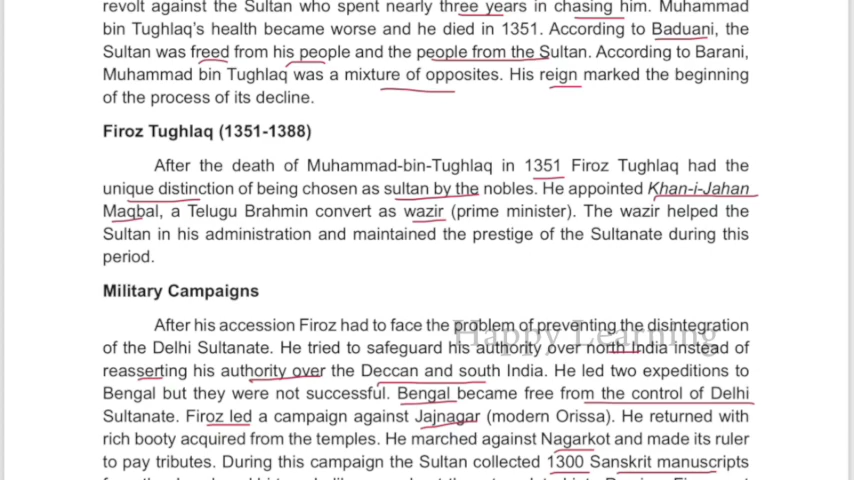 revolt against the Sultan who spent nearly three years in chasing him. Muhammad
bin Tughlaq's health became worse and he died in 1351. According to Baduani, the
Sultan was freed from his people and the people from the Sultan. According to Barani,
Muhammad bin Tughlaq was a mixture of opposites. His reign marked the beginning
of the process of its decline.
Firoz Tughlaq (1351-1388)
After the death of Muhammad-bin-Tughlaq in 1351 Firoz Tughlaq had the
unique distinction of being chosen as sultan by the nobles. He appointed Khan-i-Jahan
Maqbal, a Telugu Brahmin convert as wazir (prime minister). The wazir helped the
Sultan in his administration and maintained the prestige of the Sultanate during this
period.
Military Campaigns
After his accession Firoz had to face the problem of preventing the disintegration
Happy Learning
of the Delhi Sultanate. He tried to safeguard his authority over north India instead of
reasserting his authority over the Deccan and south India. He led two expeditions to
Bengal but they were not successful. Bengal became free from the control of Delhi
Sultanate. Firoz led a campaign against Jajnagar (modern Orissa). He returned with
rich booty acquired from the temples. He marched against Nagarkot and made its ruler
to pay tributes. During this campaign the Sultan collected 1300 Sanskrit manuscripts